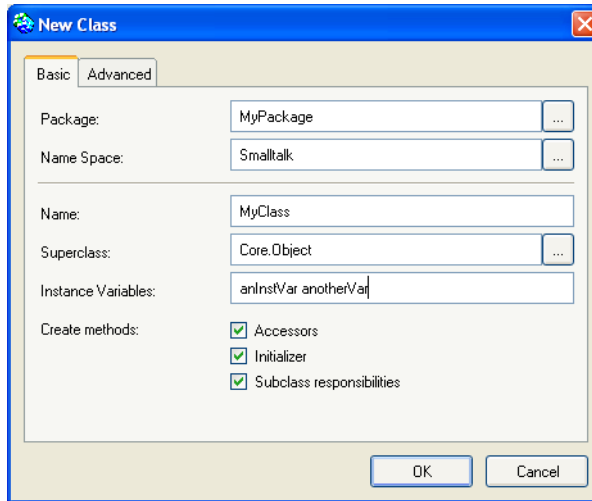 New Class
Basic Advanced
Package: MyPackage ...
Name Space: Smalltalk ...
Name: MyClass
Superclass: Core.Object ...
Instance Variables: anInstVar anotherVar
Create methods: Accessors
Initializer
Subclass responsibilities
OK Cancel